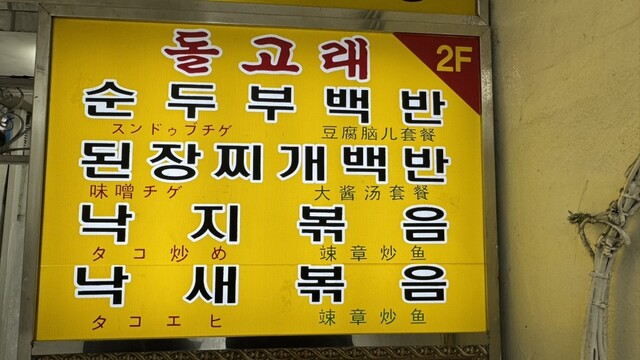 돌고래 2F
순두부백반
スンドゥブチゲ 豆腐脑儿套餐
된장찌개백반
味噌チゲ 大酱汤套餐
낙지볶음
タコ炒め 竦章炒鱼
낙새볶음
タコエヒ 竦章炒鱼